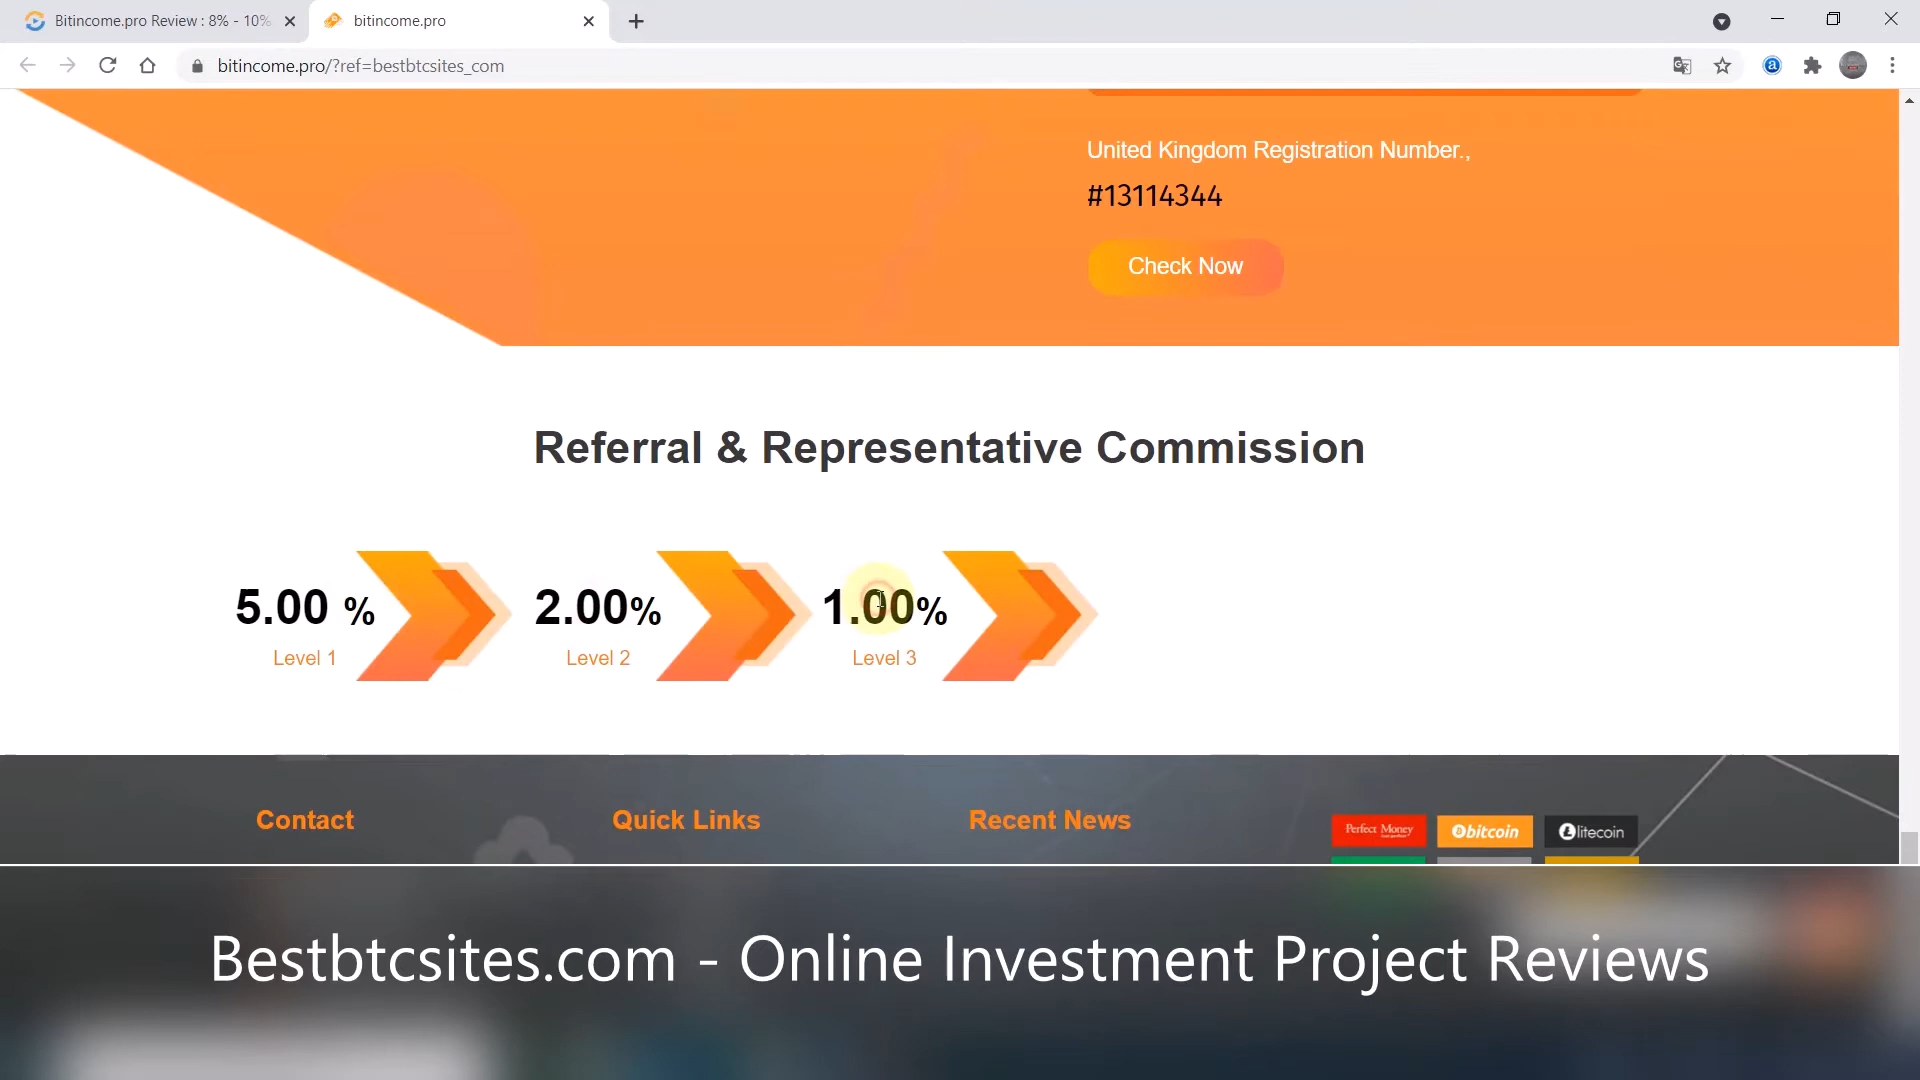 Bitincome.pro Review : 8% - 10%
bitincome.pro
bitincome.pro/?ref=bestbtcsites_com
United Kingdom Registration Number.,
#13114344
Check Now
Referral & Representative Commission
5.00 % 2.00% 1.00%
Level 1 Level 2 Level 3
Contact Quick Links Recent News
Perfect Money bitcoin litecoin
Bestbtcsites.com - Online Investment Project Reviews